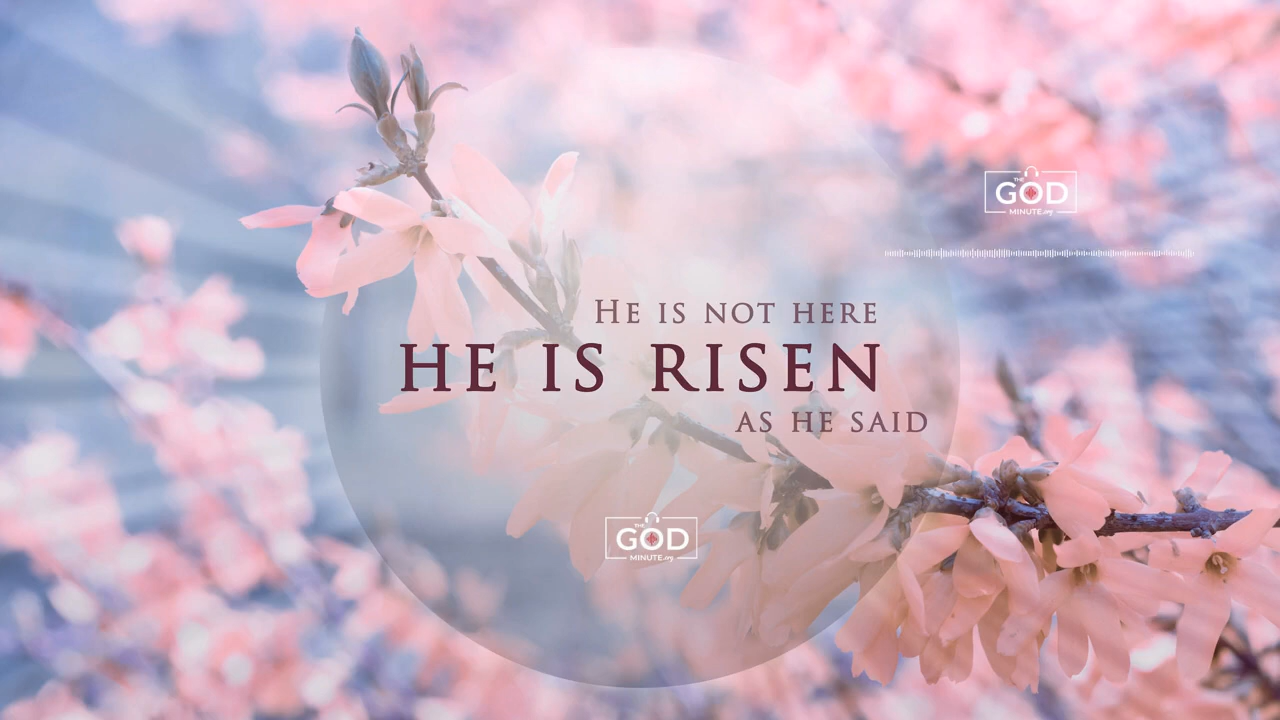 THE
GOD
MINUTE.org
HE IS NOT HERE
HE IS RISEN
AS HE SAID
THE
GOD
MINUTE.org